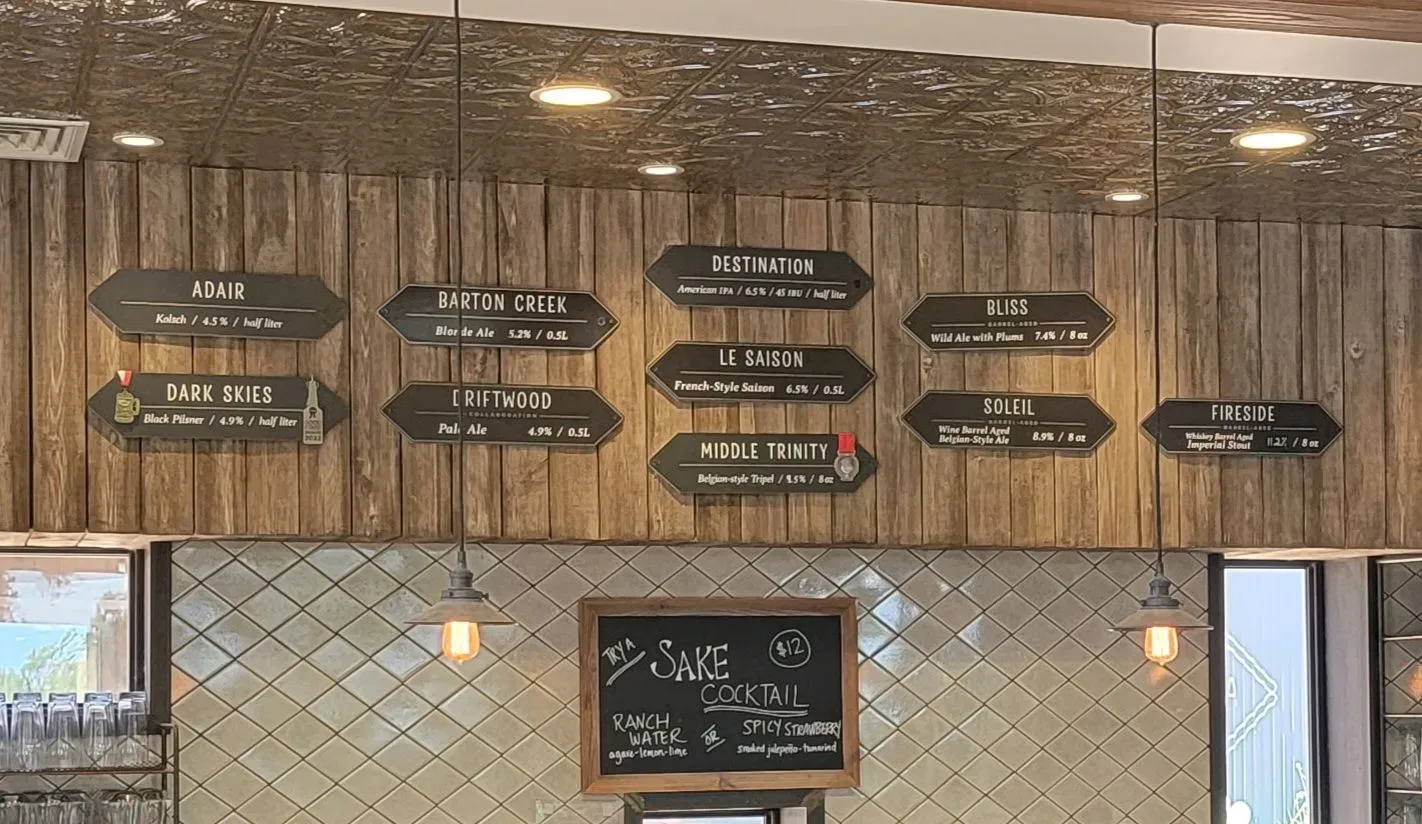 ADAIR
Kolsch / 4.5% / half liter
DARK SKIES
Black Pilsner / 4.9% / half liter
2022
BARTON CREEK
Blonde Ale 5.2% / 0.5L
DRIFTWOOD
COLLABORATION
Pale Ale 4.9% / 0.5L
DESTINATION
American IPA / 6.5% / 45 IBU / half liter
LE SAISON
French-Style Saison 6.5% / 0.5L
MIDDLE TRINITY
Belgian-style Tripel / 9.5% / 8oz
BLISS
BARREL-AGED
Wild Ale with Plums 7.4% / 8 oz
SOLEIL
BARREL-AGED
Wine Barrel Aged
Belgian-Style Ale 8.9% / 8 oz
FIRESIDE
BARREL-AGED
Whiskey Barrel Aged
Imperial Stout 11.2% / 8 oz
TRY A
SAKE
$12
COCKTAIL
RANCH
WATER
agave-lemon-lime
OR
SPICY STRAWBERRY
smoked jalepeño-tamarind